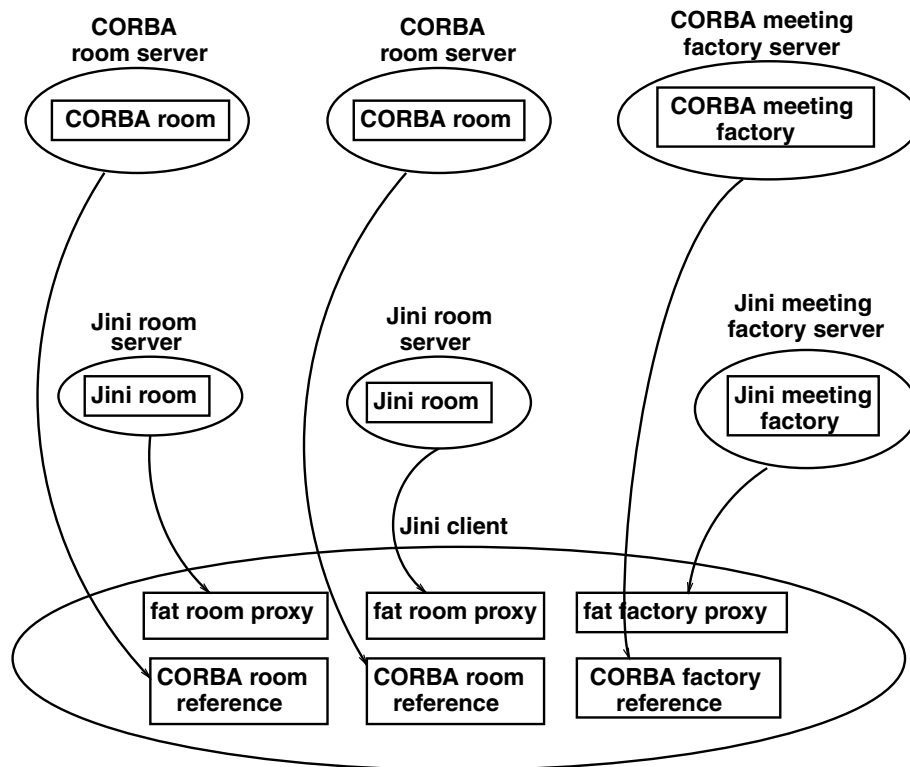 CORBA
room server
CORBA
room server
CORBA meeting
factory server
CORBA room
CORBA room
CORBA meeting
factory
Jini room
server
Jini room
server
Jini meeting
factory server
Jini room
Jini room
Jini meeting
factory
Jini client
fat room proxy
fat room proxy
fat factory proxy
CORBA room
reference
CORBA room
reference
CORBA factory
reference